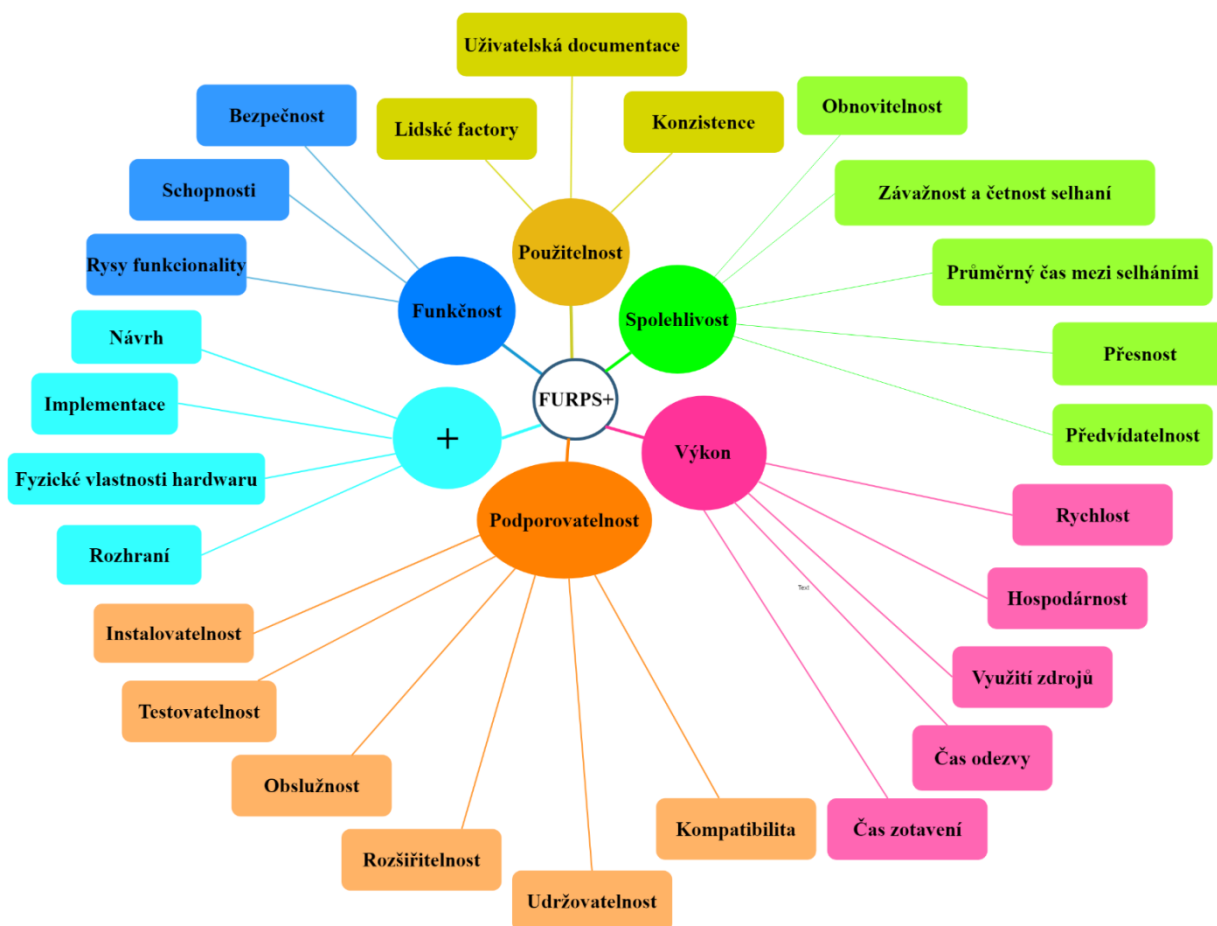 Uživatelská documentace
Lidské factory
Konzistence
Použitelnost
Bezpečnost
Schopnosti
Rysy funkcionality
Funkčnost
Obnovitelnost
Závažnost a četnost selhaní
Průměrný čas mezi selháními
Přesnost
Předvídatelnost
Spolehlivost
FURPS+
Návrh
Implementace
Fyzické vlastnosti hardwaru
Rozhraní
+
Výkon
Rychlost
Hospodárnost
Využití zdrojů
Čas odezvy
Čas zotavení
Text
Podporovatelnost
Instalovatelnost
Testovatelnost
Obslužnost
Rozšiřitelnost
Udržovatelnost
Kompatibilita